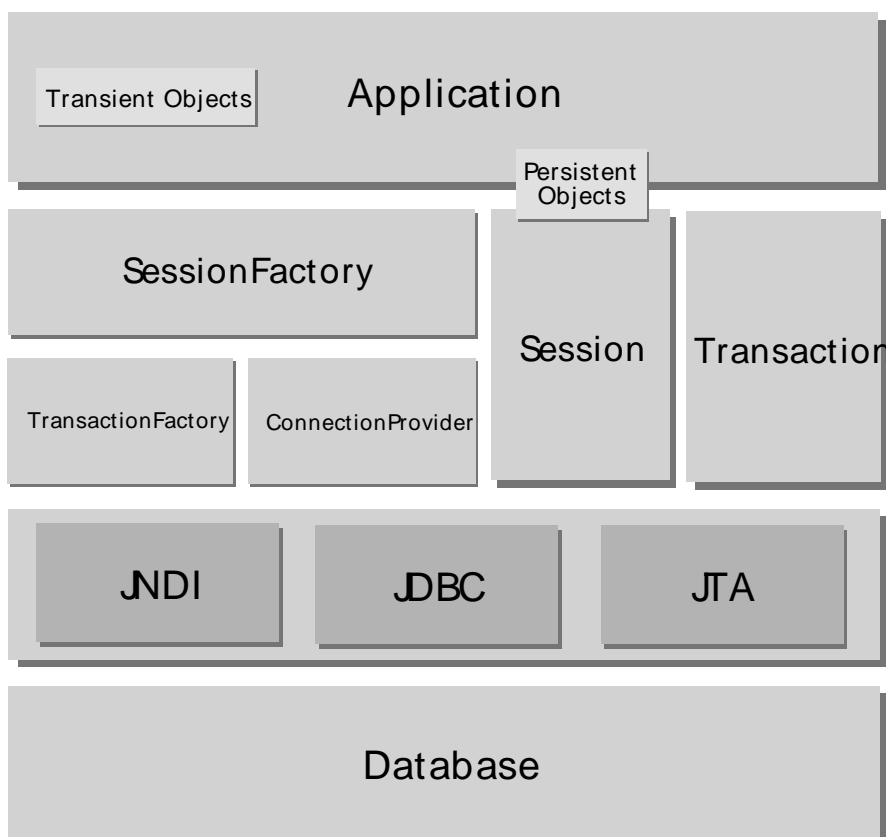 Transient Objects
Application
Persistent
Objects
SessionFactory
Session
Transaction
TransactionFactory
ConnectionProvider
JNDI
JDBC
JTA
Database